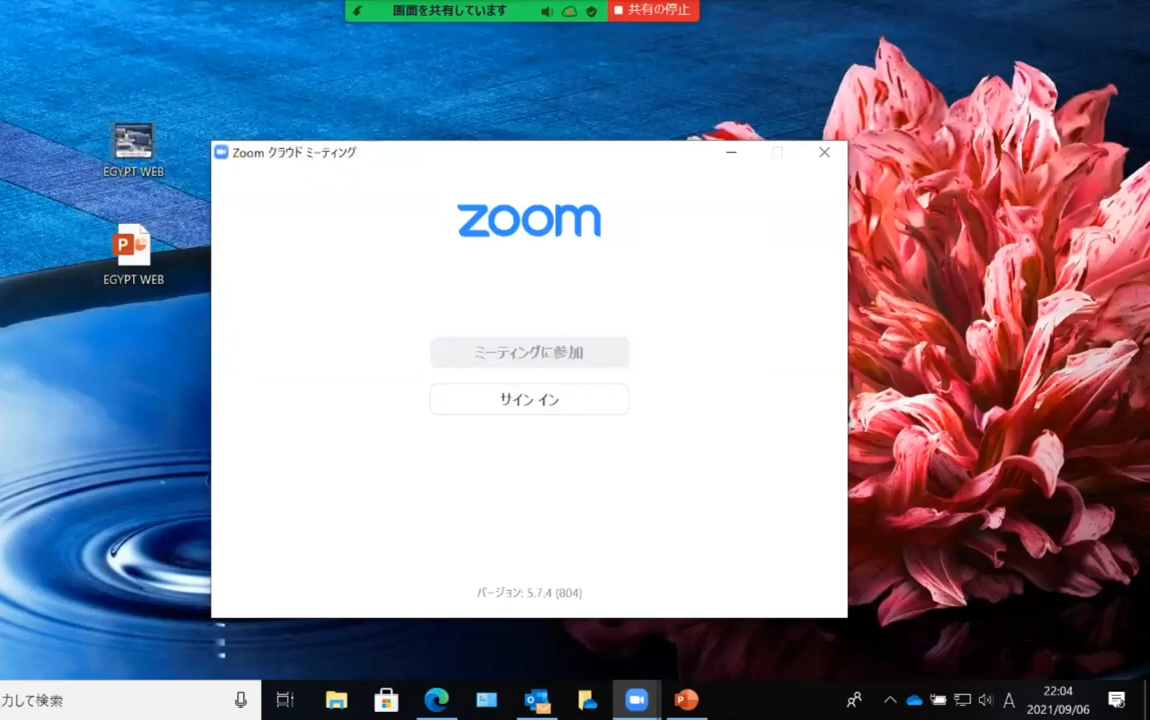 画面を共有しています
共有の停止
EGYPT WEB
EGYPT WEB
Zoom クラウド ミーティング
zoom
ミーティングに参加
サイン イン
バージョン: 5.7.4 (804)
力して検索
A
22:04
2021/09/06